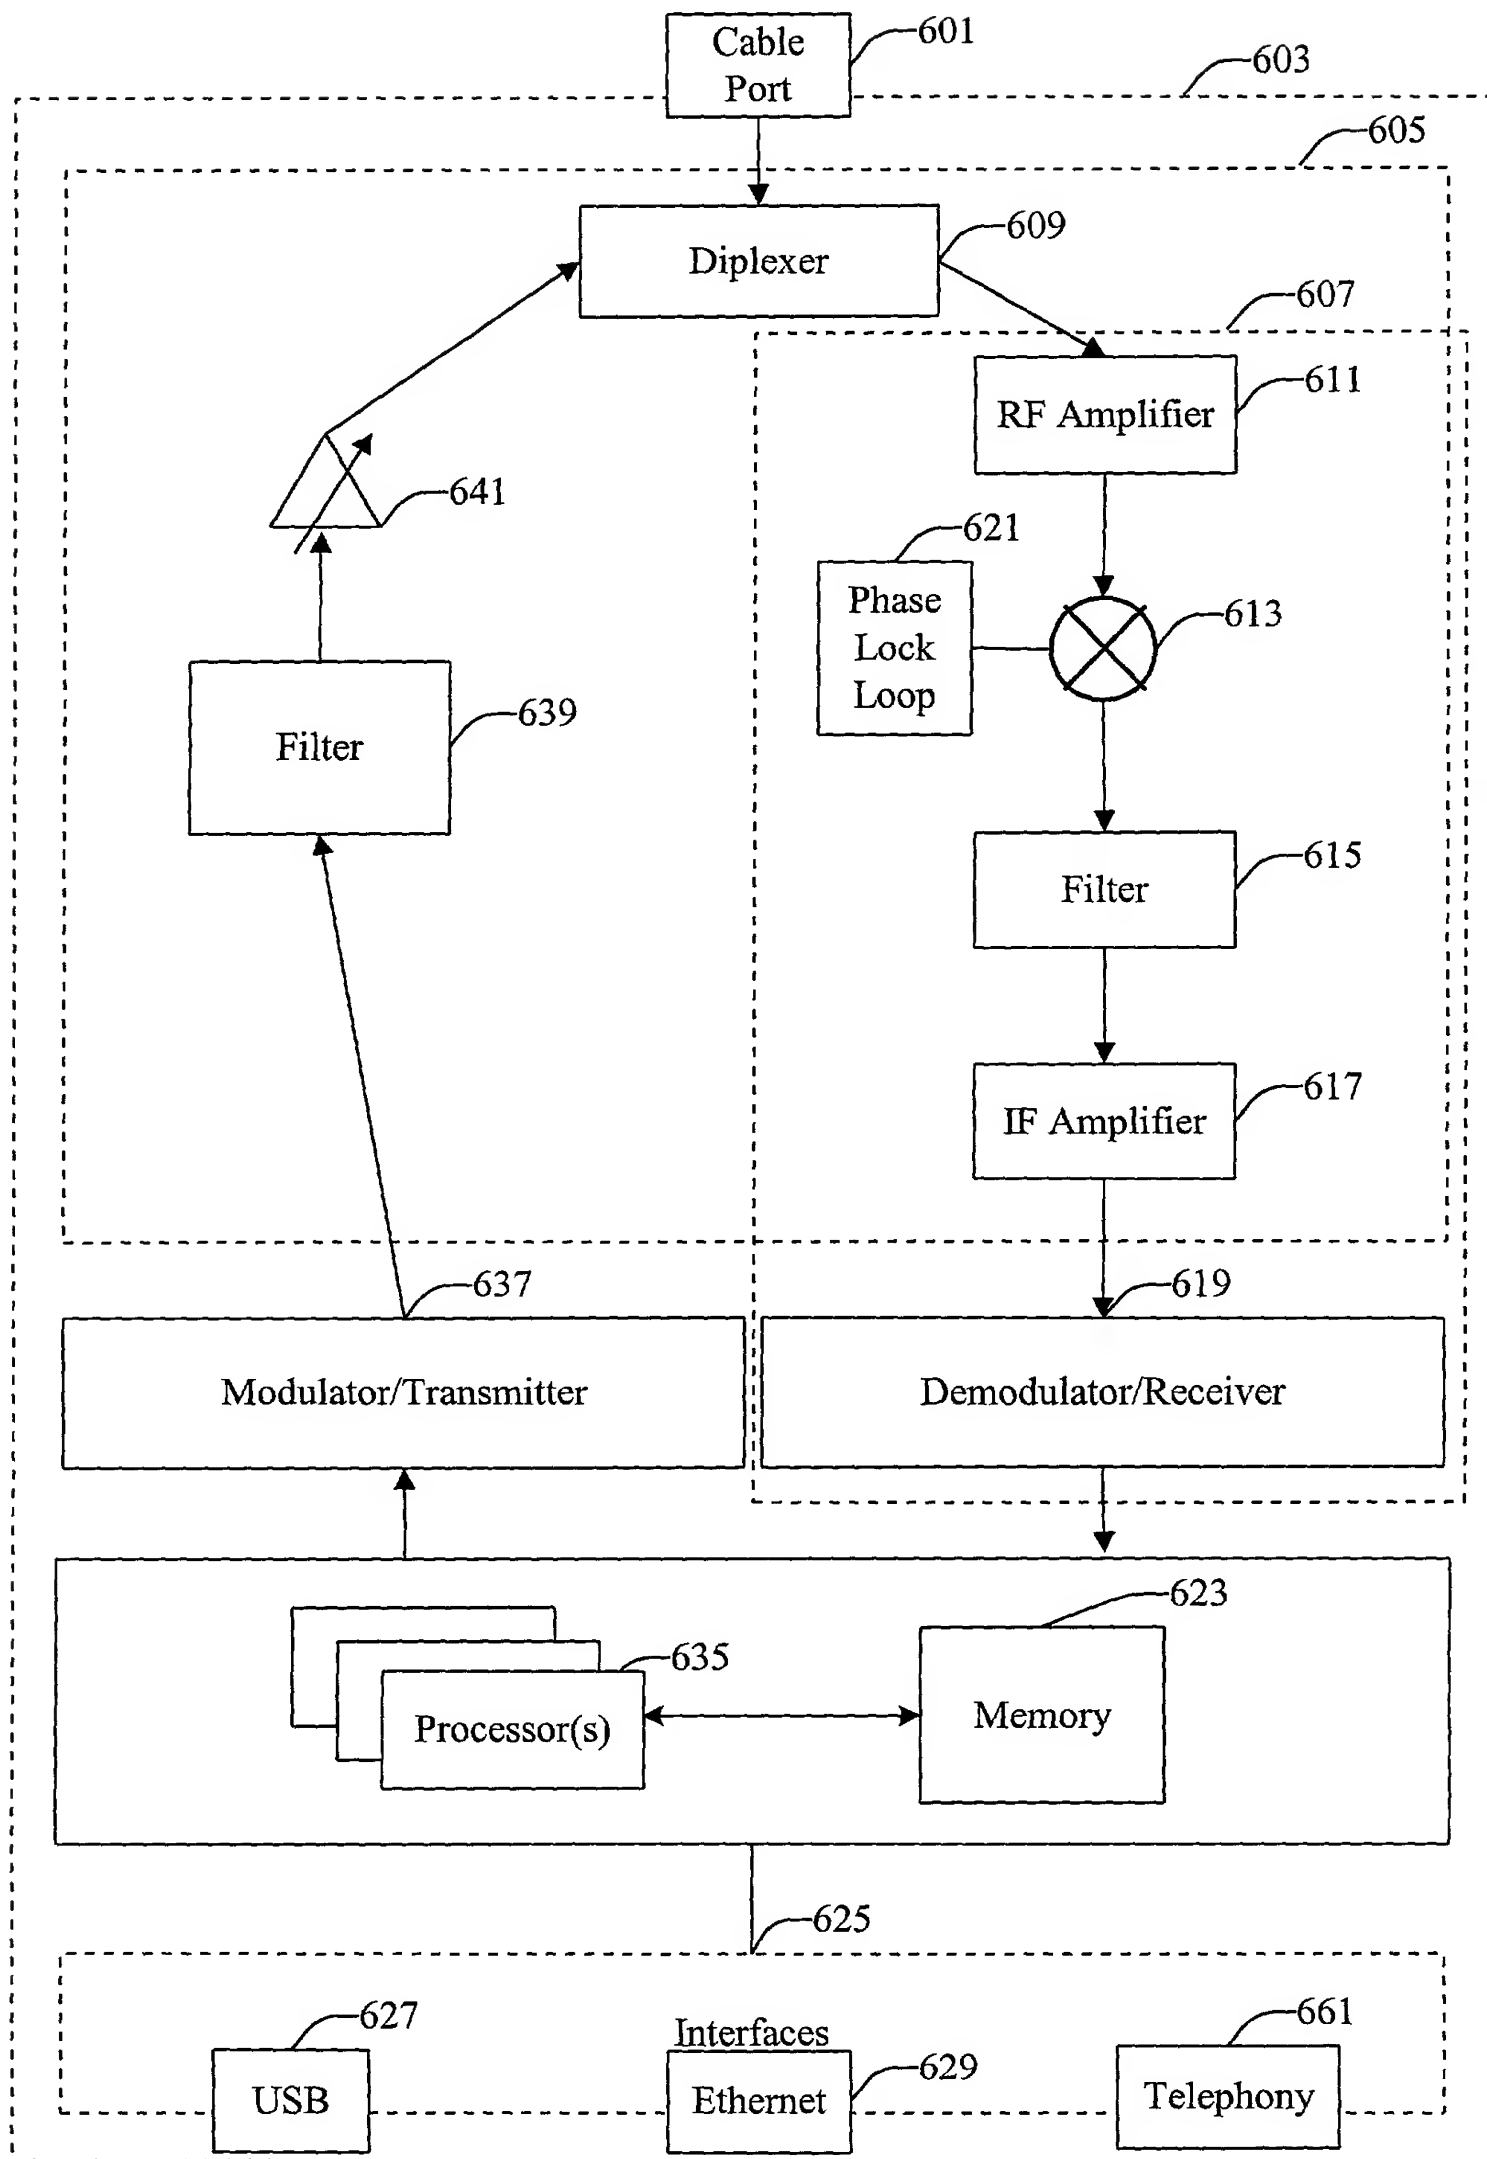 Cable
Port
601
603
605
Diplexer
609
607
RF Amplifier
611
641
621
Phase
Lock
Loop
613
Filter
639
Filter
615
IF Amplifier
617
637
619
Modulator/Transmitter
Demodulator/Receiver
623
635
Processor(s)
Memory
625
627
Interfaces
661
USB
Ethernet
629
Telephony